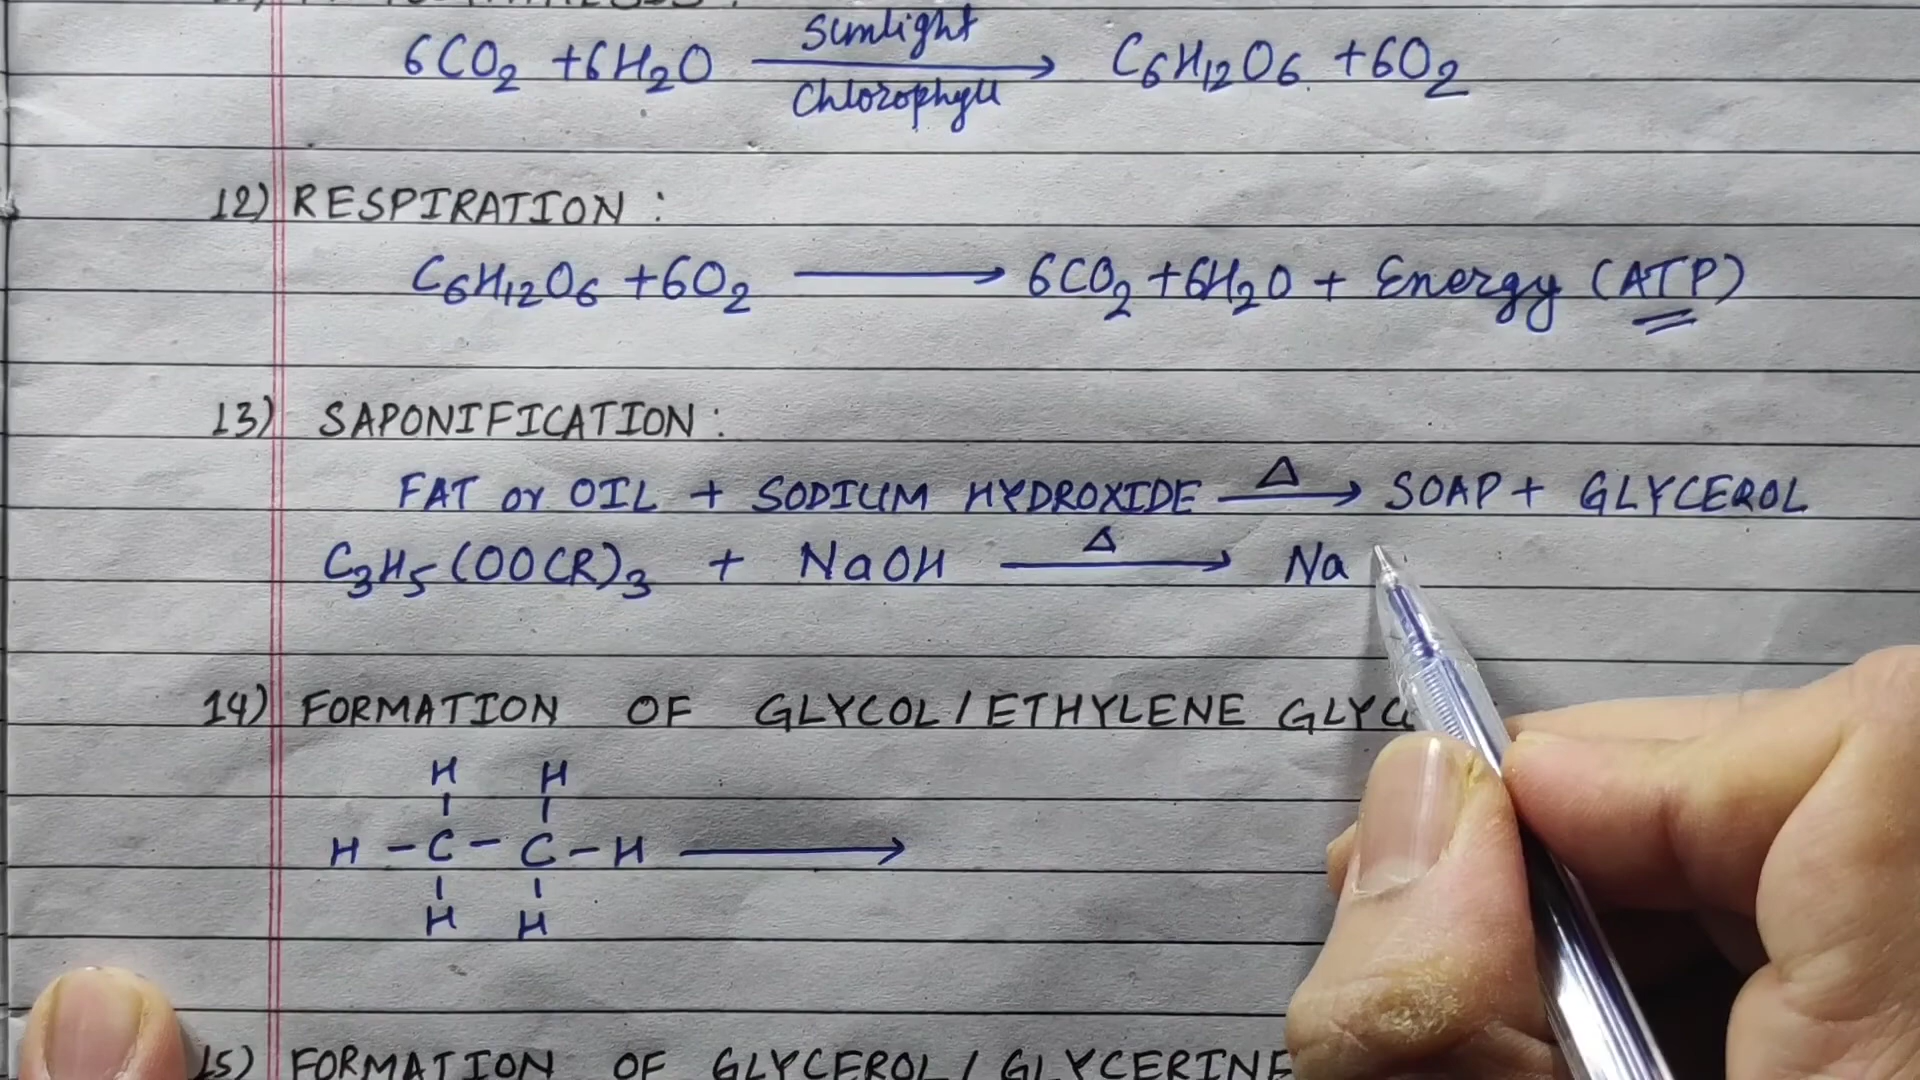 6CO2 + 6H2O Sunlight Chlorophyll → C6H12O6 + 6O2
12) RESPIRATION :
C6H12O6 + 6O2 → 6CO2 + 6H2O + Energy (ATP)
13) SAPONIFICATION :
FAT or OIL + SODIUM HYDROXIDE Δ → SOAP + GLYCEROL
C3H5(OOCR)3 + NaOH Δ → Na
14) FORMATION OF GLYCOL / ETHYLENE
H H
H - C - C - H →
H H
15) FORMATION OF GLYCEROL / GLYCERINE